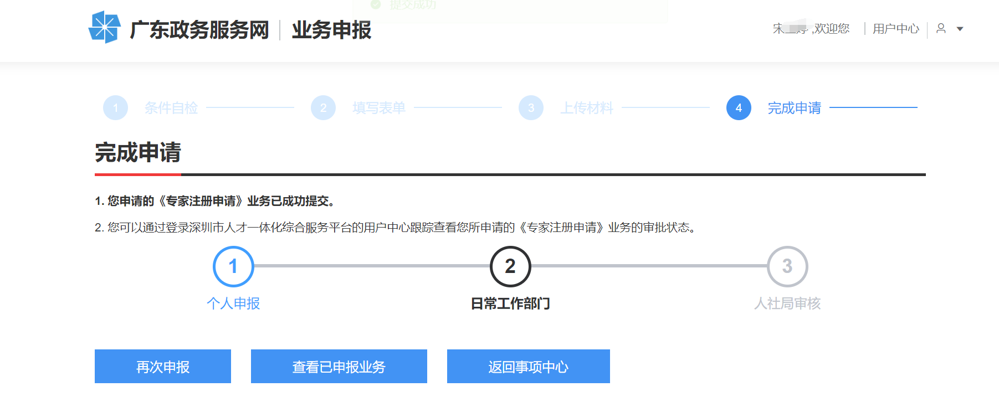 提交成功
广东政务服务网 业务申报
宋 ,欢迎您 用户中心
1 条件自检 2 填写表单 3 上传材料 4 完成申请
完成申请
1. 您申请的《专家注册申请》业务已成功提交。
2. 您可以通过登录深圳市人才一体化综合服务平台的用户中心跟踪查看您所申请的《专家注册申请》业务的审批状态。
1 2 3
个人申报 日常工作部门 人社局审核
再次申报 查看已申报业务 返回事项中心